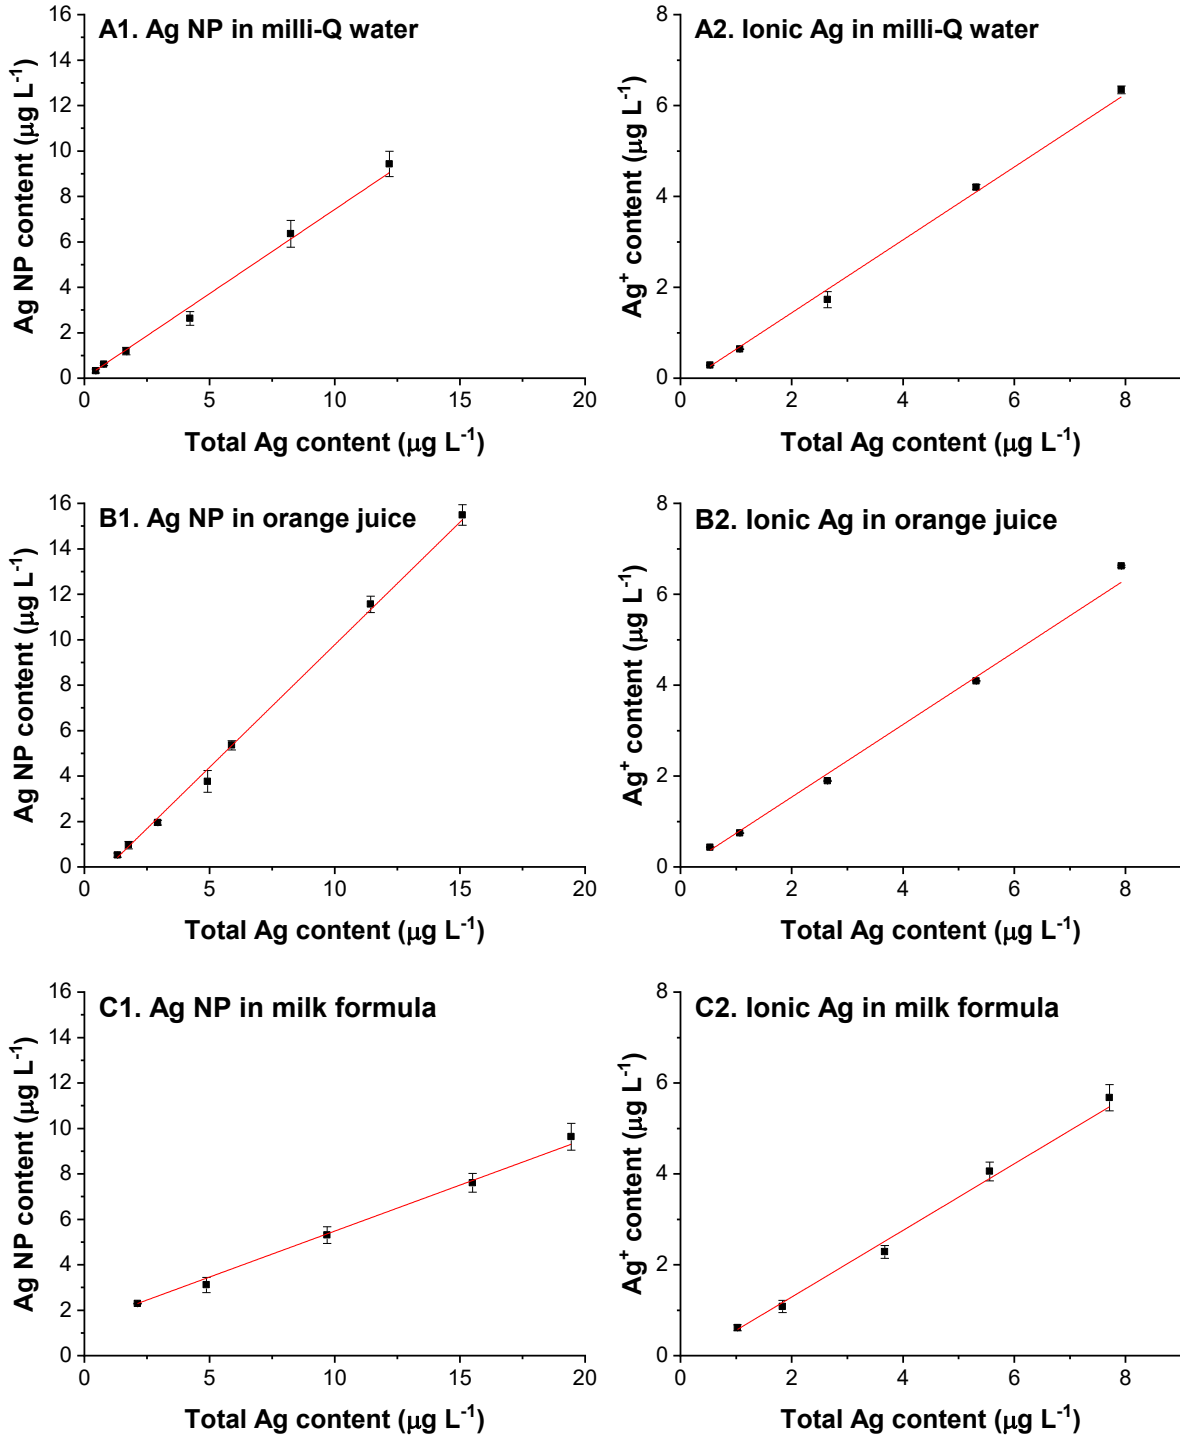 A1. Ag NP in milli-Q water
Ag NP content (μg L⁻¹)
16
14
12
10
8
6
4
2
0
0 5 10 15 20
Total Ag content (μg L⁻¹)
A2. Ionic Ag in milli-Q water
Ag⁺ content (μg L⁻¹)
8
6
4
2
0
0 2 4 6 8
Total Ag content (μg L⁻¹)
B1. Ag NP in orange juice
Ag NP content (μg L⁻¹)
16
14
12
10
8
6
4
2
0
0 5 10 15 20
Total Ag content (μg L⁻¹)
B2. Ionic Ag in orange juice
Ag⁺ content (μg L⁻¹)
8
6
4
2
0
0 2 4 6 8
Total Ag content (μg L⁻¹)
C1. Ag NP in milk formula
Ag NP content (μg L⁻¹)
16
14
12
10
8
6
4
2
0
0 5 10 15 20
Total Ag content (μg L⁻¹)
C2. Ionic Ag in milk formula
Ag⁺ content (μg L⁻¹)
8
6
4
2
0
0 2 4 6 8
Total Ag content (μg L⁻¹)